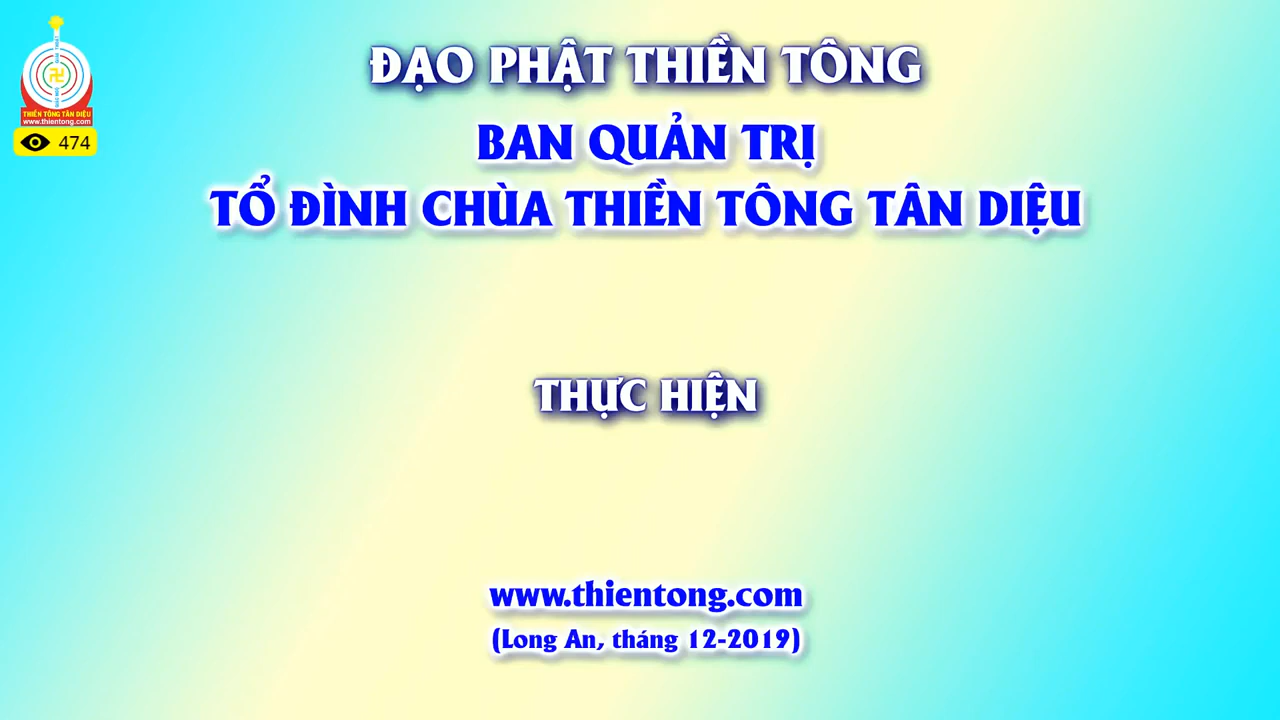 ĐẠO PHẬT THIỀN TÔNG
BAN QUẢN TRỊ
TỔ ĐÌNH CHÙA THIỀN TÔNG TÂN DIỆU
THỰC HIỆN
www.thientong.com
(Long An, tháng 12-2019)
THIỀN TÔNG TÂN DIỆU
www.thientong.com
474